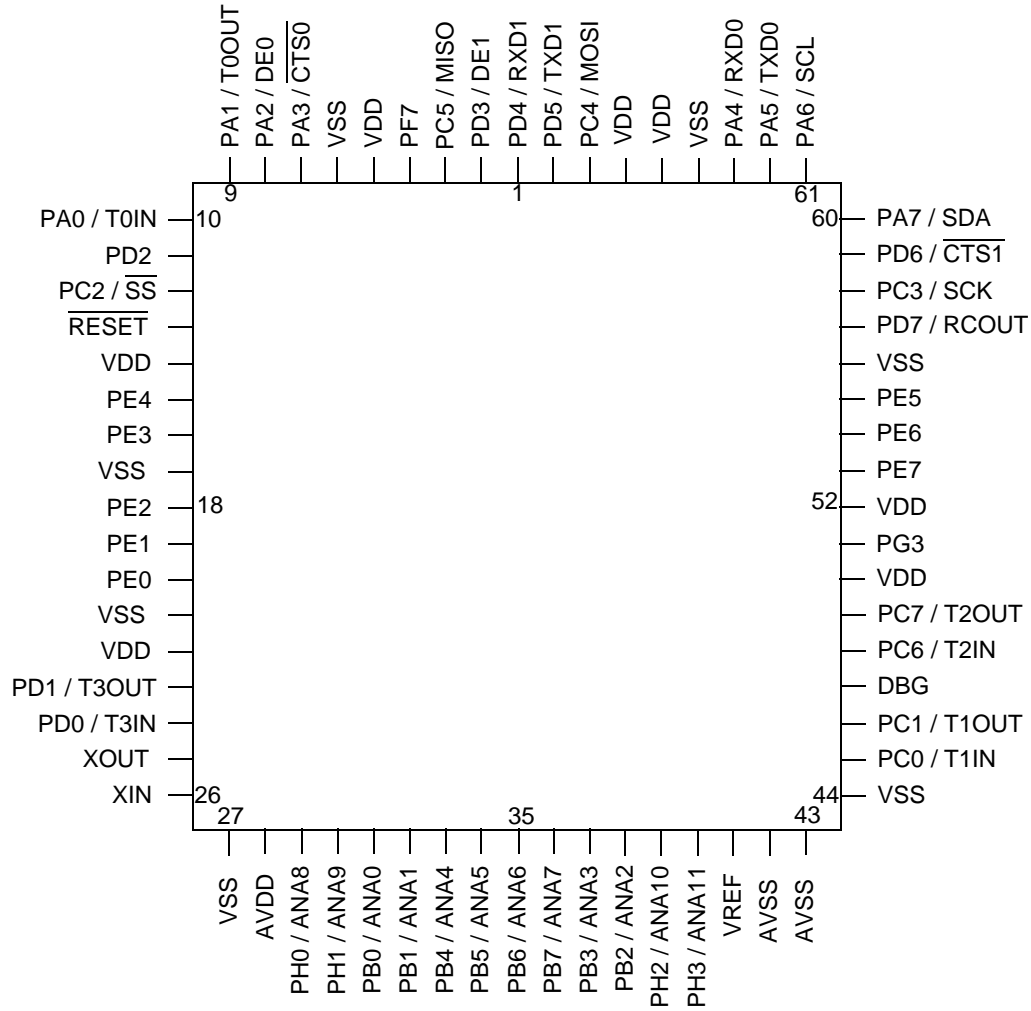 PA1 / T0OUT
PA2 / DE0
PA3 / CTS0
VSS
VDD
PF7
PC5 / MISO
PD3 / DE1
PD4 / RXD1
PD5 / TXD1
PC4 / MOSI
VDD
VDD
VSS
PA4 / RXD0
PA5 / TXD0
PA6 / SCL
9
1
61
PA0 / T0IN
10
PD2
PC2 / SS
RESET
VDD
PE4
PE3
VSS
PE2
18
PE1
PE0
VSS
VDD
PD1 / T3OUT
PD0 / T3IN
XOUT
XIN
26
60
PA7 / SDA
PD6 / CTS1
PC3 / SCK
PD7 / RCOUT
VSS
PE5
PE6
PE7
52
VDD
PG3
VDD
PC7 / T2OUT
PC6 / T2IN
DBG
PC1 / T1OUT
PC0 / T1IN
44
VSS
27
35
43
VSS
AVDD
PH0 / ANA8
PH1 / ANA9
PB0 / ANA0
PB1 / ANA1
PB4 / ANA4
PB5 / ANA5
PB6 / ANA6
PB7 / ANA7
PB3 / ANA3
PB2 / ANA2
PH2 / ANA10
PH3 / ANA11
VREF
AVSS
AVSS